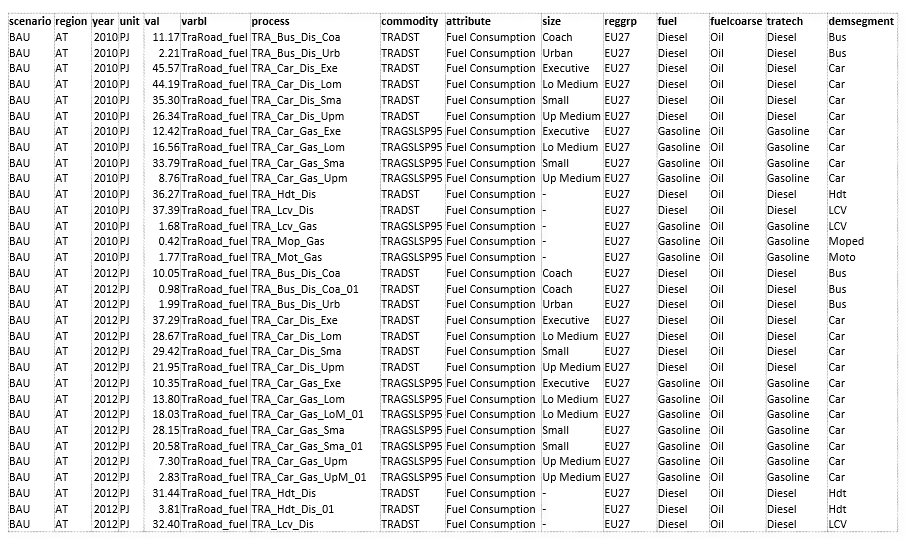 scenario region year unit val varbl process commodity attribute size reggrp fuel fuelcoarse tratech demsegment
BAU AT 2010 PJ 11.17 TraRoad_fuel TRA_Bus_Dis_Coa TRADST Fuel Consumption Coach EU27 Diesel Oil Diesel Bus
BAU AT 2010 PJ 2.21 TraRoad_fuel TRA_Bus_Dis_Urb TRADST Fuel Consumption Urban EU27 Diesel Oil Diesel Bus
BAU AT 2010 PJ 45.57 TraRoad_fuel TRA_Car_Dis_Exe TRADST Fuel Consumption Executive EU27 Diesel Oil Diesel Car
BAU AT 2010 PJ 44.19 TraRoad_fuel TRA_Car_Dis_Lom TRADST Fuel Consumption Lo Medium EU27 Diesel Oil Diesel Car
BAU AT 2010 PJ 35.30 TraRoad_fuel TRA_Car_Dis_Sma TRADST Fuel Consumption Small EU27 Diesel Oil Diesel Car
BAU AT 2010 PJ 26.34 TraRoad_fuel TRA_Car_Dis_Upm TRADST Fuel Consumption Up Medium EU27 Diesel Oil Diesel Car
BAU AT 2010 PJ 12.42 TraRoad_fuel TRA_Car_Gas_Exe TRAGSLSP95 Fuel Consumption Executive EU27 Gasoline Oil Gasoline Car
BAU AT 2010 PJ 16.56 TraRoad_fuel TRA_Car_Gas_Lom TRAGSLSP95 Fuel Consumption Lo Medium EU27 Gasoline Oil Gasoline Car
BAU AT 2010 PJ 33.79 TraRoad_fuel TRA_Car_Gas_Sma TRAGSLSP95 Fuel Consumption Small EU27 Gasoline Oil Gasoline Car
BAU AT 2010 PJ 8.76 TraRoad_fuel TRA_Car_Gas_Upm TRAGSLSP95 Fuel Consumption Up Medium EU27 Gasoline Oil Gasoline Car
BAU AT 2010 PJ 36.27 TraRoad_fuel TRA_Hdt_Dis TRADST Fuel Consumption - EU27 Diesel Oil Diesel Hdt
BAU AT 2010 PJ 37.39 TraRoad_fuel TRA_Lcv_Dis TRADST Fuel Consumption - EU27 Diesel Oil Diesel LCV
BAU AT 2010 PJ 1.68 TraRoad_fuel TRA_Lcv_Gas TRAGSLSP95 Fuel Consumption - EU27 Gasoline Oil Gasoline LCV
BAU AT 2010 PJ 0.42 TraRoad_fuel TRA_Mop_Gas TRAGSLSP95 Fuel Consumption - EU27 Gasoline Oil Gasoline Moped
BAU AT 2010 PJ 1.77 TraRoad_fuel TRA_Mot_Gas TRAGSLSP95 Fuel Consumption - EU27 Gasoline Oil Gasoline Moto
BAU AT 2012 PJ 10.05 TraRoad_fuel TRA_Bus_Dis_Coa TRADST Fuel Consumption Coach EU27 Diesel Oil Diesel Bus
BAU AT 2012 PJ 0.98 TraRoad_fuel TRA_Bus_Dis_Coa_01 TRADST Fuel Consumption Coach EU27 Diesel Oil Diesel Bus
BAU AT 2012 PJ 1.99 TraRoad_fuel TRA_Bus_Dis_Urb TRADST Fuel Consumption Urban EU27 Diesel Oil Diesel Bus
BAU AT 2012 PJ 37.29 TraRoad_fuel TRA_Car_Dis_Exe TRADST Fuel Consumption Executive EU27 Diesel Oil Diesel Car
BAU AT 2012 PJ 28.67 TraRoad_fuel TRA_Car_Dis_Lom TRADST Fuel Consumption Lo Medium EU27 Diesel Oil Diesel Car
BAU AT 2012 PJ 29.42 TraRoad_fuel TRA_Car_Dis_Sma TRADST Fuel Consumption Small EU27 Diesel Oil Diesel Car
BAU AT 2012 PJ 21.95 TraRoad_fuel TRA_Car_Dis_Upm TRADST Fuel Consumption Up Medium EU27 Diesel Oil Diesel Car
BAU AT 2012 PJ 10.35 TraRoad_fuel TRA_Car_Gas_Exe TRAGSLSP95 Fuel Consumption Executive EU27 Gasoline Oil Gasoline Car
BAU AT 2012 PJ 13.80 TraRoad_fuel TRA_Car_Gas_Lom TRAGSLSP95 Fuel Consumption Lo Medium EU27 Gasoline Oil Gasoline Car
BAU AT 2012 PJ 18.03 TraRoad_fuel TRA_Car_Gas_LoM_01 TRAGSLSP95 Fuel Consumption Lo Medium EU27 Gasoline Oil Gasoline Car
BAU AT 2012 PJ 28.15 TraRoad_fuel TRA_Car_Gas_Sma TRAGSLSP95 Fuel Consumption Small EU27 Gasoline Oil Gasoline Car
BAU AT 2012 PJ 20.58 TraRoad_fuel TRA_Car_Gas_Sma_01 TRAGSLSP95 Fuel Consumption Small EU27 Gasoline Oil Gasoline Car
BAU AT 2012 PJ 7.30 TraRoad_fuel TRA_Car_Gas_Upm TRAGSLSP95 Fuel Consumption Up Medium EU27 Gasoline Oil Gasoline Car
BAU AT 2012 PJ 2.83 TraRoad_fuel TRA_Car_Gas_UpM_01 TRAGSLSP95 Fuel Consumption Up Medium EU27 Gasoline Oil Gasoline Car
BAU AT 2012 PJ 31.44 TraRoad_fuel TRA_Hdt_Dis TRADST Fuel Consumption - EU27 Diesel Oil Diesel Hdt
BAU AT 2012 PJ 3.81 TraRoad_fuel TRA_Hdt_Dis_01 TRADST Fuel Consumption - EU27 Diesel Oil Diesel Hdt
BAU AT 2012 PJ 32.40 TraRoad_fuel TRA_Lcv_Dis TRADST Fuel Consumption - EU27 Diesel Oil Diesel LCV